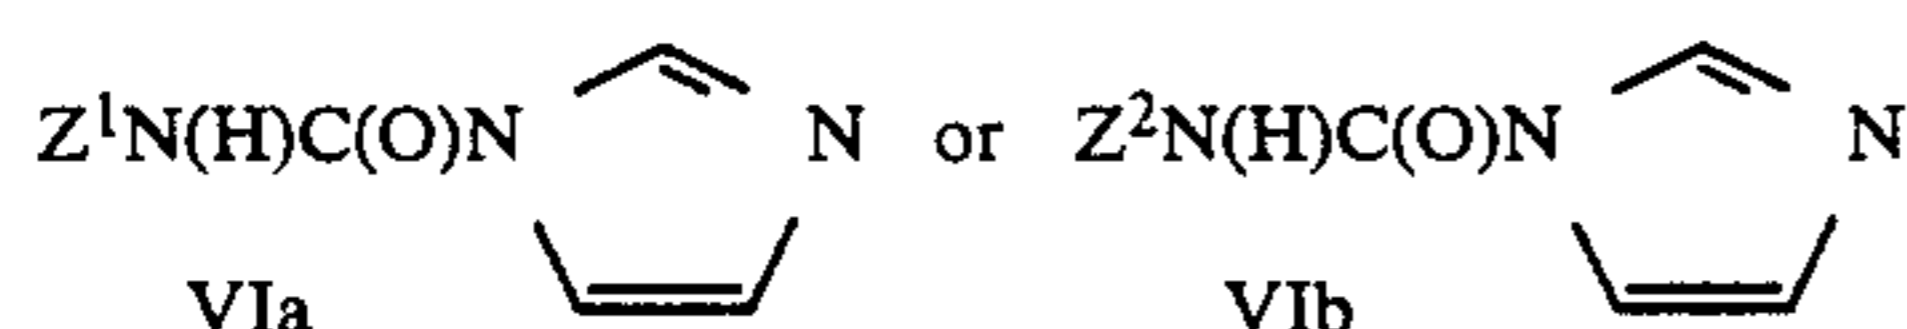 Z¹N(H)C(O)N N or Z²N(H)C(O)N N
VIa VIb